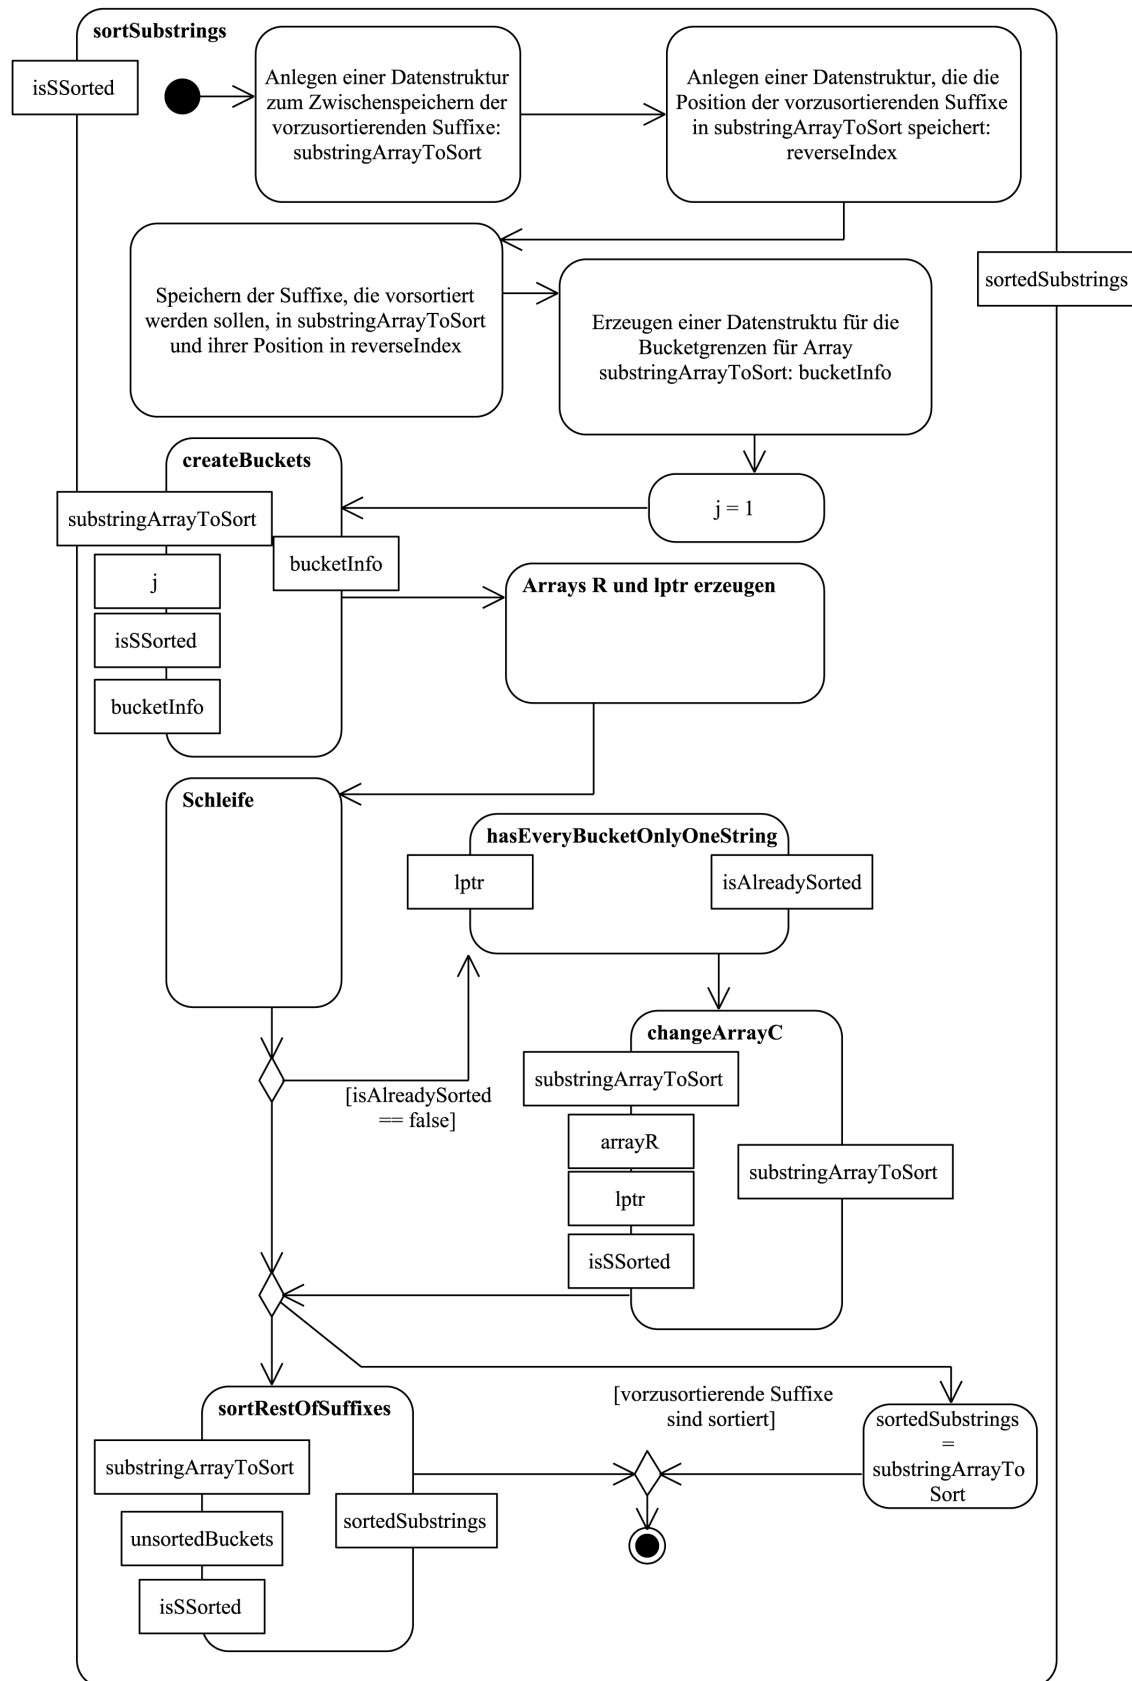 sortSubstrings
isSSorted
Anlegen einer Datenstruktur
zum Zwischenspeichern der
vorzusortierenden Suffixe:
substringArrayToSort
Anlegen einer Datenstruktur, die die
Position der vorzusortierenden Suffixe
in substringArrayToSort speichert:
reverseIndex
sortedSubstrings
Speichern der Suffixe, die vorsortiert
werden sollen, in substringArrayToSort
und ihrer Position in reverseIndex
Erzeugen einer Datenstruktu für die
Bucketgrenzen für Array
substringArrayToSort: bucketInfo
j = 1
createBuckets
substringArrayToSort
j
isSSorted
bucketInfo
bucketInfo
Arrays R und lptr erzeugen
Schleife
hasEveryBucketOnlyOneString
lptr
isAlreadySorted
[isAlreadySorted
== false]
changeArrayC
substringArrayToSort
arrayR
lptr
isSSorted
substringArrayToSort
sortRestOfSuffixes
substringArrayToSort
unsortedBuckets
isSSorted
sortedSubstrings
[vorzusortierende Suffixe
sind sortiert]
sortedSubstrings
=
substringArrayTo
Sort